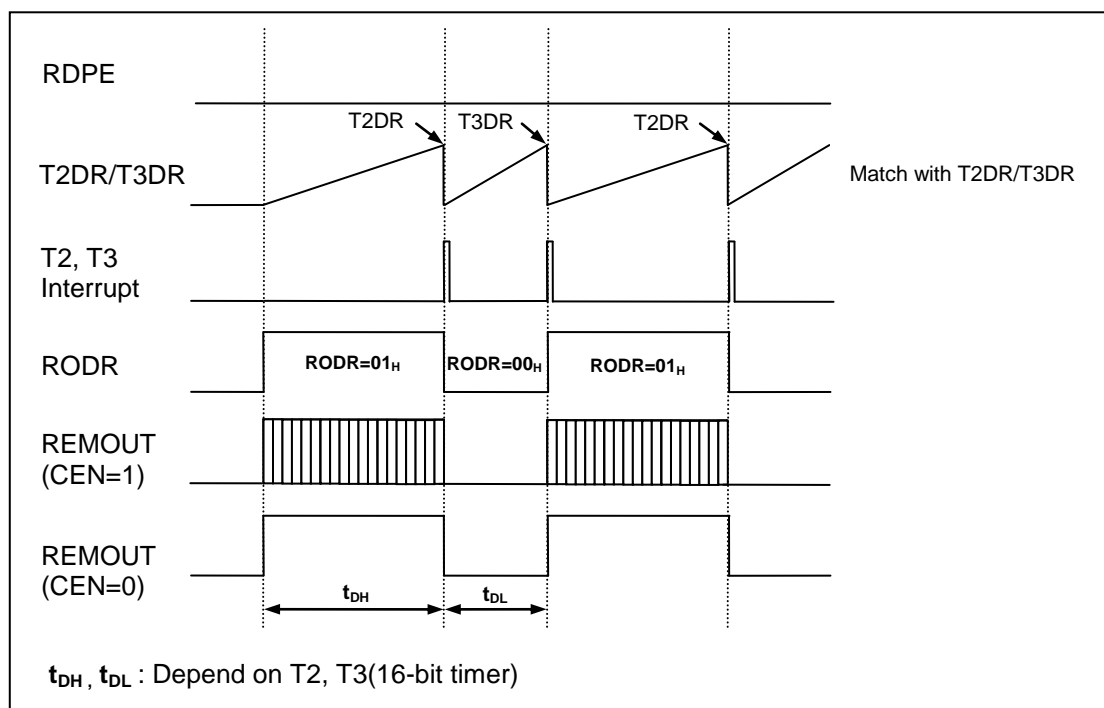 RDPE
T2DR T3DR T2DR
T2DR/T3DR
Match with T2DR/T3DR
T2, T3
Interrupt
RODR
RODR=01H RODR=00H RODR=01H
REMOUT
(CEN=1)
REMOUT
(CEN=0)
tDH tDL
tDH , tDL : Depend on T2, T3(16-bit timer)